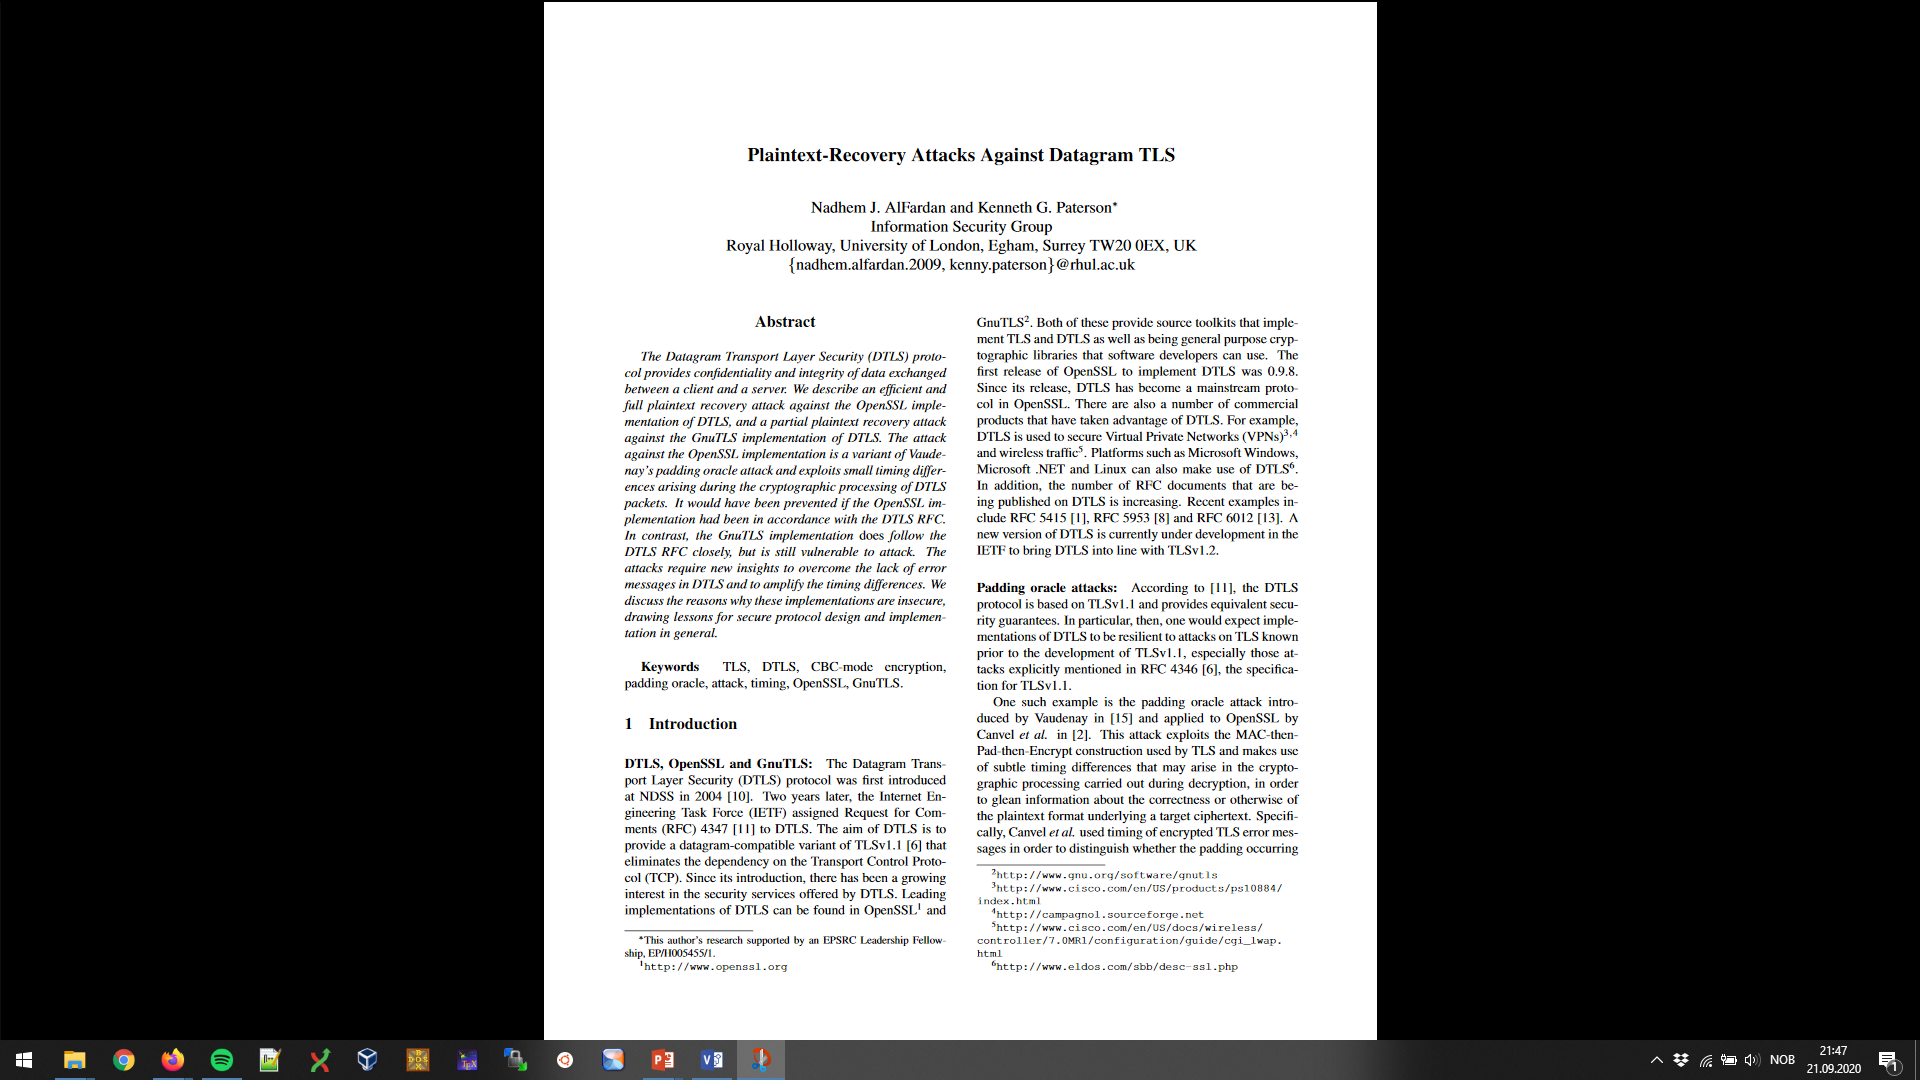 Plaintext-Recovery Attacks Against Datagram TLS
Nadhem J. AlFardan and Kenneth G. Paterson*
Information Security Group
Royal Holloway, University of London, Egham, Surrey TW20 0EX, UK
{nadhem.alfardan.2009, kenny.paterson}@rhul.ac.uk
Abstract
The Datagram Transport Layer Security (DTLS) proto-
col provides confidentiality and integrity of data exchanged
between a client and a server. We describe an efficient and
full plaintext recovery attack against the OpenSSL imple-
mentation of DTLS, and a partial plaintext recovery attack
against the GnuTLS implementation of DTLS. The attack
against the OpenSSL implementation is a variant of Vaude-
nay's padding oracle attack and exploits small timing differ-
ences arising during the cryptographic processing of DTLS
packets. It would have been prevented if the OpenSSL im-
plementation had been in accordance with the DTLS RFC.
In contrast, the GnuTLS implementation does follow the
DTLS RFC closely, but is still vulnerable to attack. The
attacks require new insights to overcome the lack of error
messages in DTLS and to amplify the timing differences. We
discuss the reasons why these implementations are insecure,
drawing lessons for secure protocol design and implemen-
tation in general.
Keywords TLS, DTLS, CBC-mode encryption,
padding oracle, attack, timing, OpenSSL, GnuTLS.
1 Introduction
DTLS, OpenSSL and GnuTLS: The Datagram Trans-
port Layer Security (DTLS) protocol was first introduced
at NDSS in 2004 [10]. Two years later, the Internet En-
gineering Task Force (IETF) assigned Request for Com-
ments (RFC) 4347 [11] to DTLS. The aim of DTLS is to
provide a datagram-compatible variant of TLSv1.1 [6] that
eliminates the dependency on the Transport Control Proto-
col (TCP). Since its introduction, there has been a growing
interest in the security services offered by DTLS. Leading
implementations of DTLS can be found in OpenSSL1 and
*This author's research supported by an EPSRC Leadership Fellow-
ship, EP/H005455/1.
1http://www.openssl.org
GnuTLS2. Both of these provide source toolkits that imple-
ment TLS and DTLS as well as being general purpose cryp-
tographic libraries that software developers can use. The
first release of OpenSSL to implement DTLS was 0.9.8.
Since its release, DTLS has become a mainstream proto-
col in OpenSSL. There are also a number of commercial
products that have taken advantage of DTLS. For example,
DTLS is used to secure Virtual Private Networks (VPNs)3,4
and wireless traffic5. Platforms such as Microsoft Windows,
Microsoft .NET and Linux can also make use of DTLS6.
In addition, the number of RFC documents that are be-
ing published on DTLS is increasing. Recent examples in-
clude RFC 5415 [1], RFC 5953 [8] and RFC 6012 [13]. A
new version of DTLS is currently under development in the
IETF to bring DTLS into line with TLSv1.2.
Padding oracle attacks: According to [11], the DTLS
protocol is based on TLSv1.1 and provides equivalent secu-
rity guarantees. In particular, then, one would expect imple-
mentations of DTLS to be resilient to attacks on TLS known
prior to the development of TLSv1.1, especially those at-
tacks explicitly mentioned in RFC 4346 [6], the specifica-
tion for TLSv1.1.
One such example is the padding oracle attack intro-
duced by Vaudenay in [15] and applied to OpenSSL by
Canvel et al. in [2]. This attack exploits the MAC-then-
Pad-then-Encrypt construction used by TLS and makes use
of subtle timing differences that may arise in the crypto-
graphic processing carried out during decryption, in order
to glean information about the correctness or otherwise of
the plaintext format underlying a target ciphertext. Specifi-
cally, Canvel et al. used timing of encrypted TLS error mes-
sages in order to distinguish whether the padding occurring
2http://www.gnu.org/software/gnutls
3http://www.cisco.com/en/US/products/ps10884/
index.html
4http://campagnol.sourceforge.net
5http://www.cisco.com/en/US/docs/wireless/
controller/7.0MR1/configuration/guide/cgi_lwap.
html
6http://www.eldos.com/sbb/desc-ssl.php
NOB
21:47
21.09.2020
1